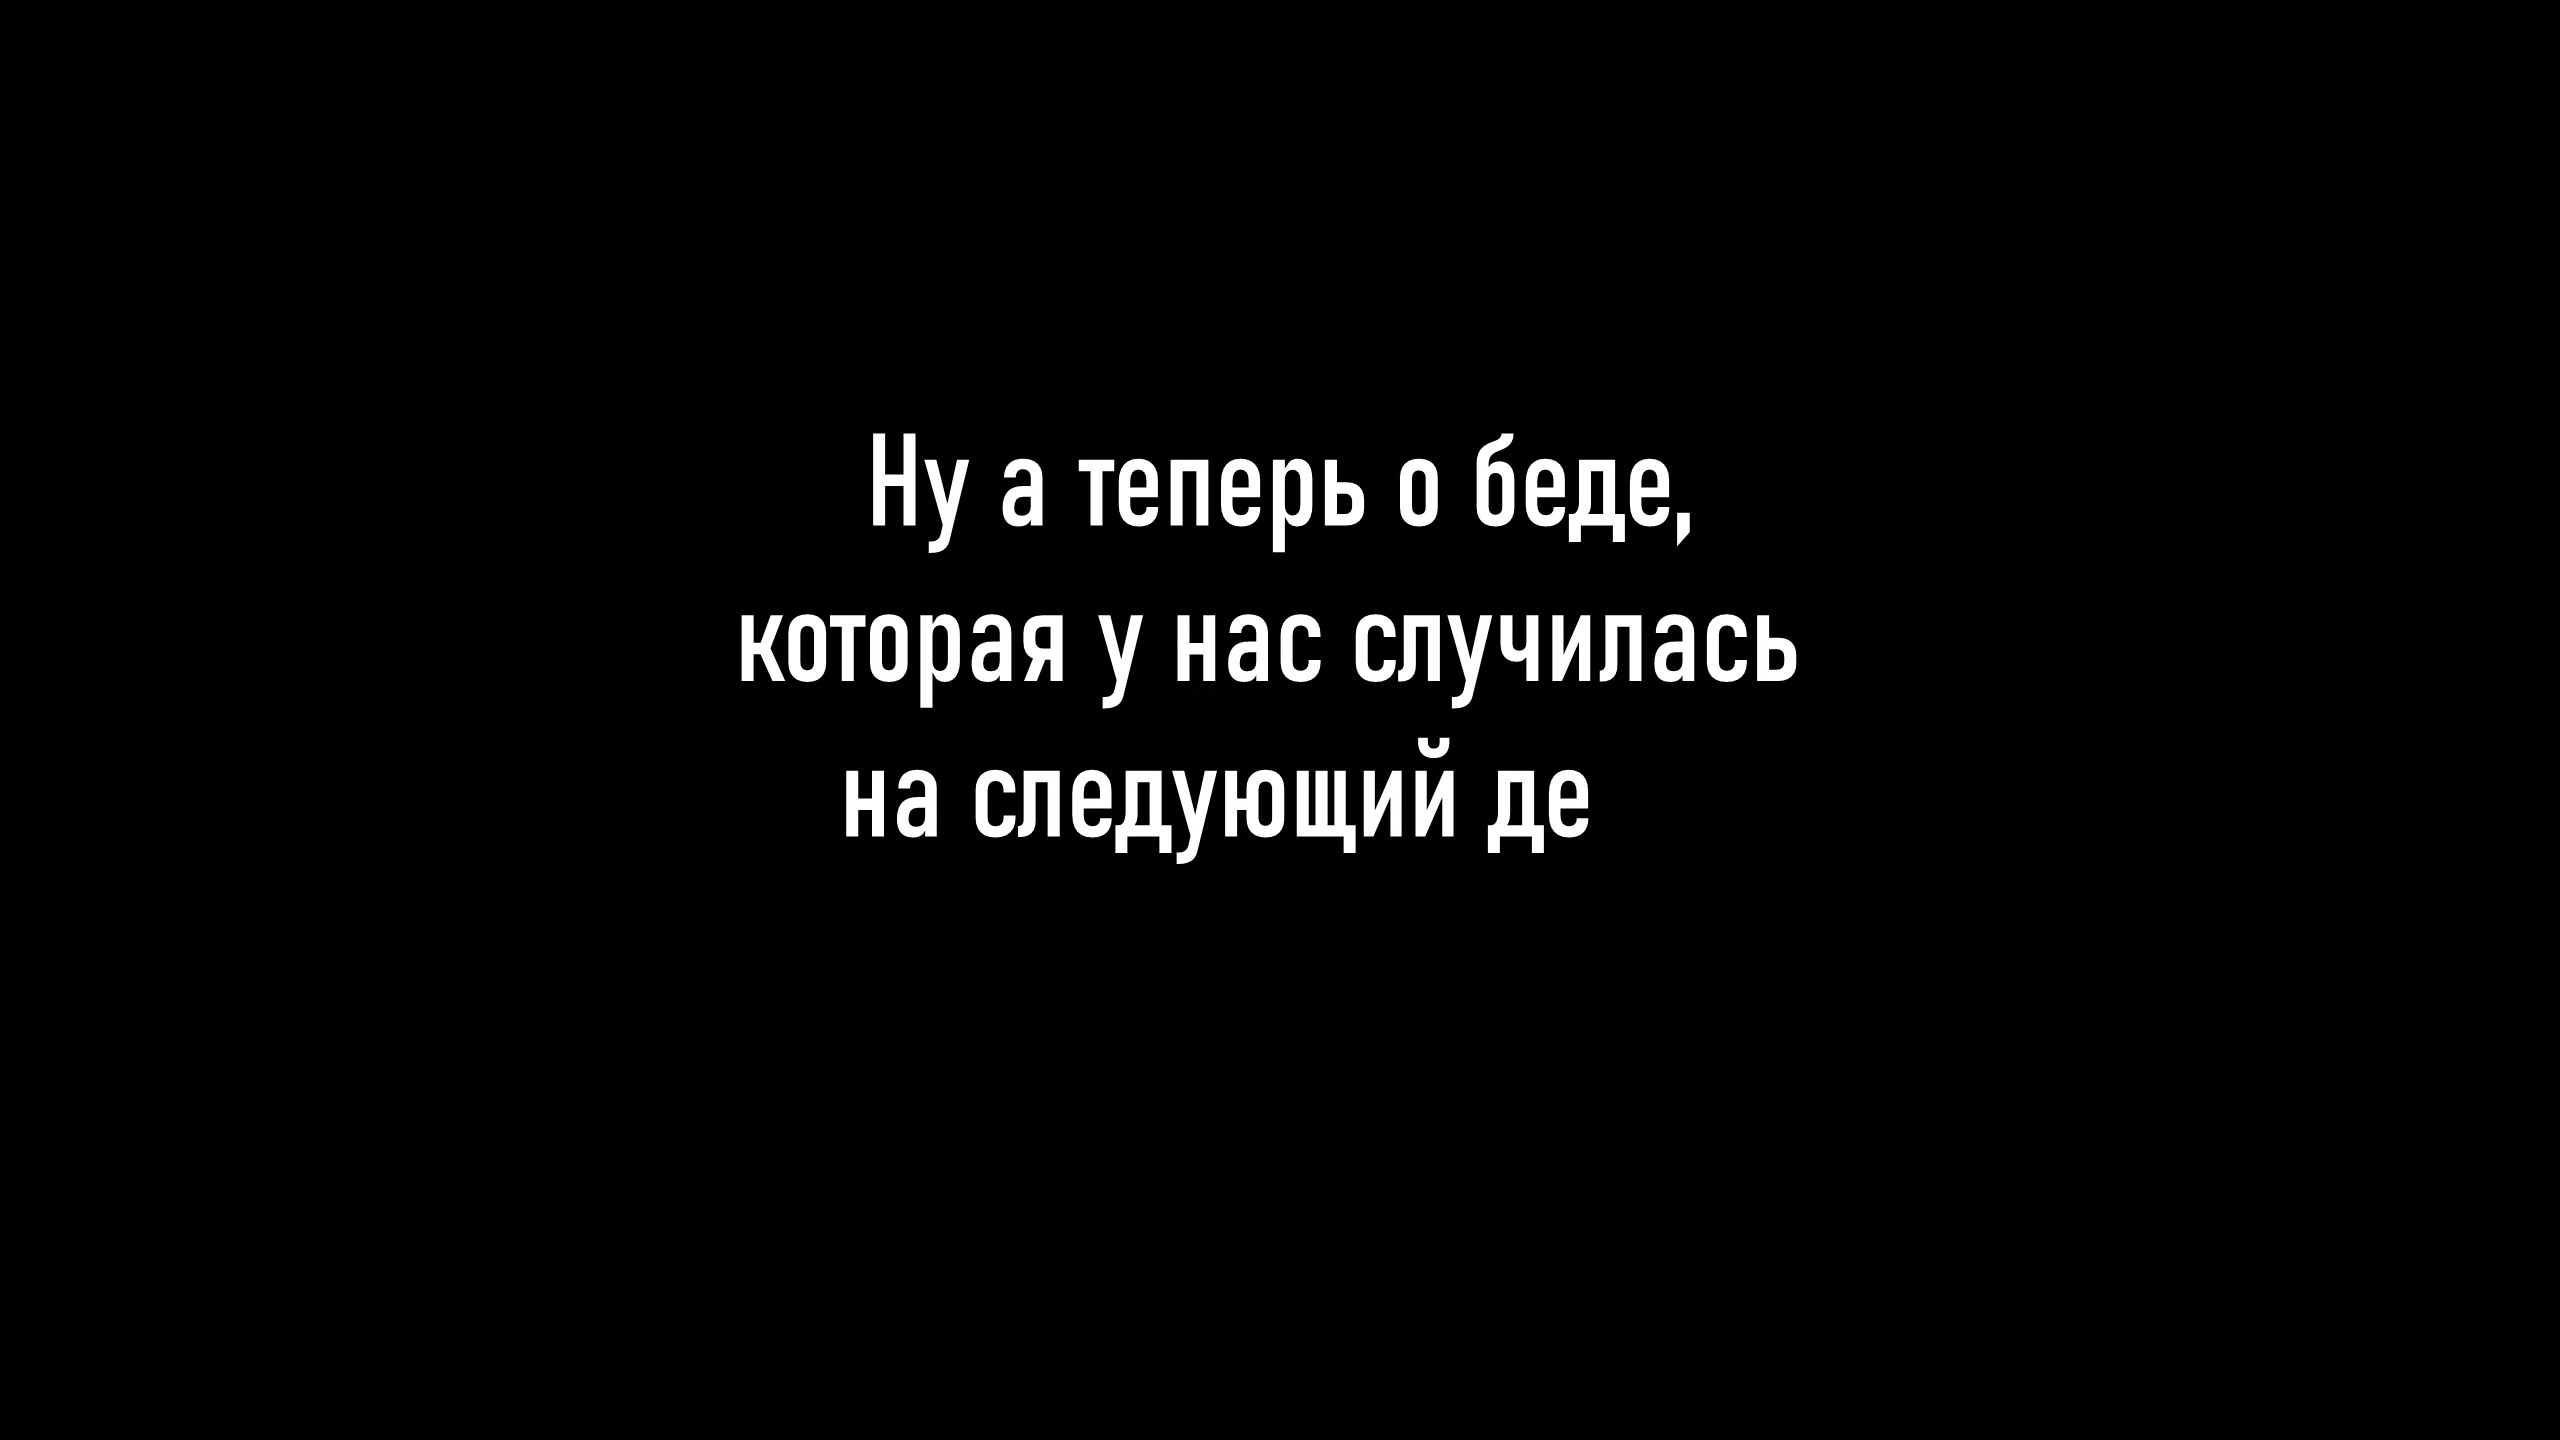 Ну а теперь о беде,
которая у нас случилась
на следующий де